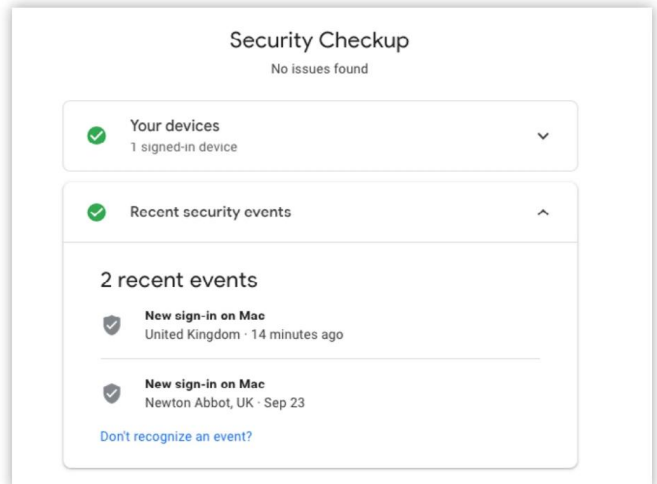 Security Checkup
No issues found
Your devices
1 signed-in device
Recent security events
2 recent events
New sign-in on Mac
United Kingdom · 14 minutes ago
New sign-in on Mac
Newton Abbot, UK · Sep 23
Don't recognize an event?